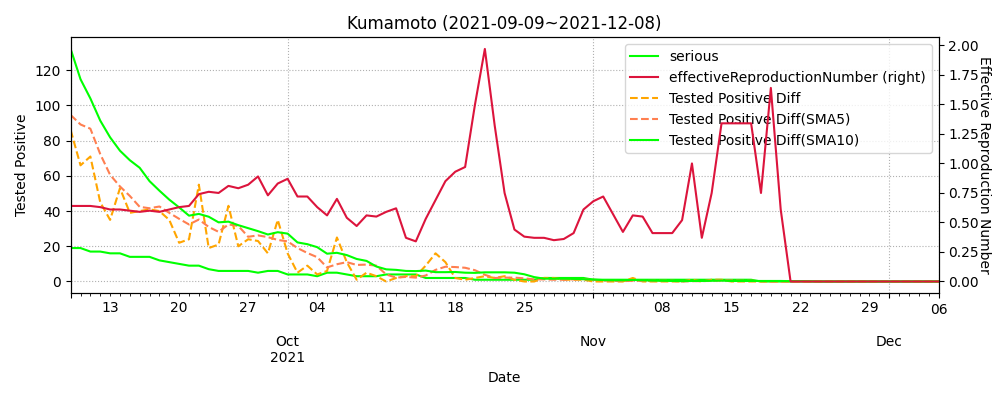 Kumamoto (2021-09-09~2021-12-08)
Tested Positive
120
100
80
60
40
20
0
serious
effectiveReproductionNumber (right)
Tested Positive Diff
Tested Positive Diff(SMA5)
Tested Positive Diff(SMA10)
2.00
1.75
1.50
1.25
1.00
0.75
0.50
0.25
0.00
Effective Reproduction Number
13 20 27 04 11 18 25 08 15 22 29 06
Oct Nov Dec
2021
Date